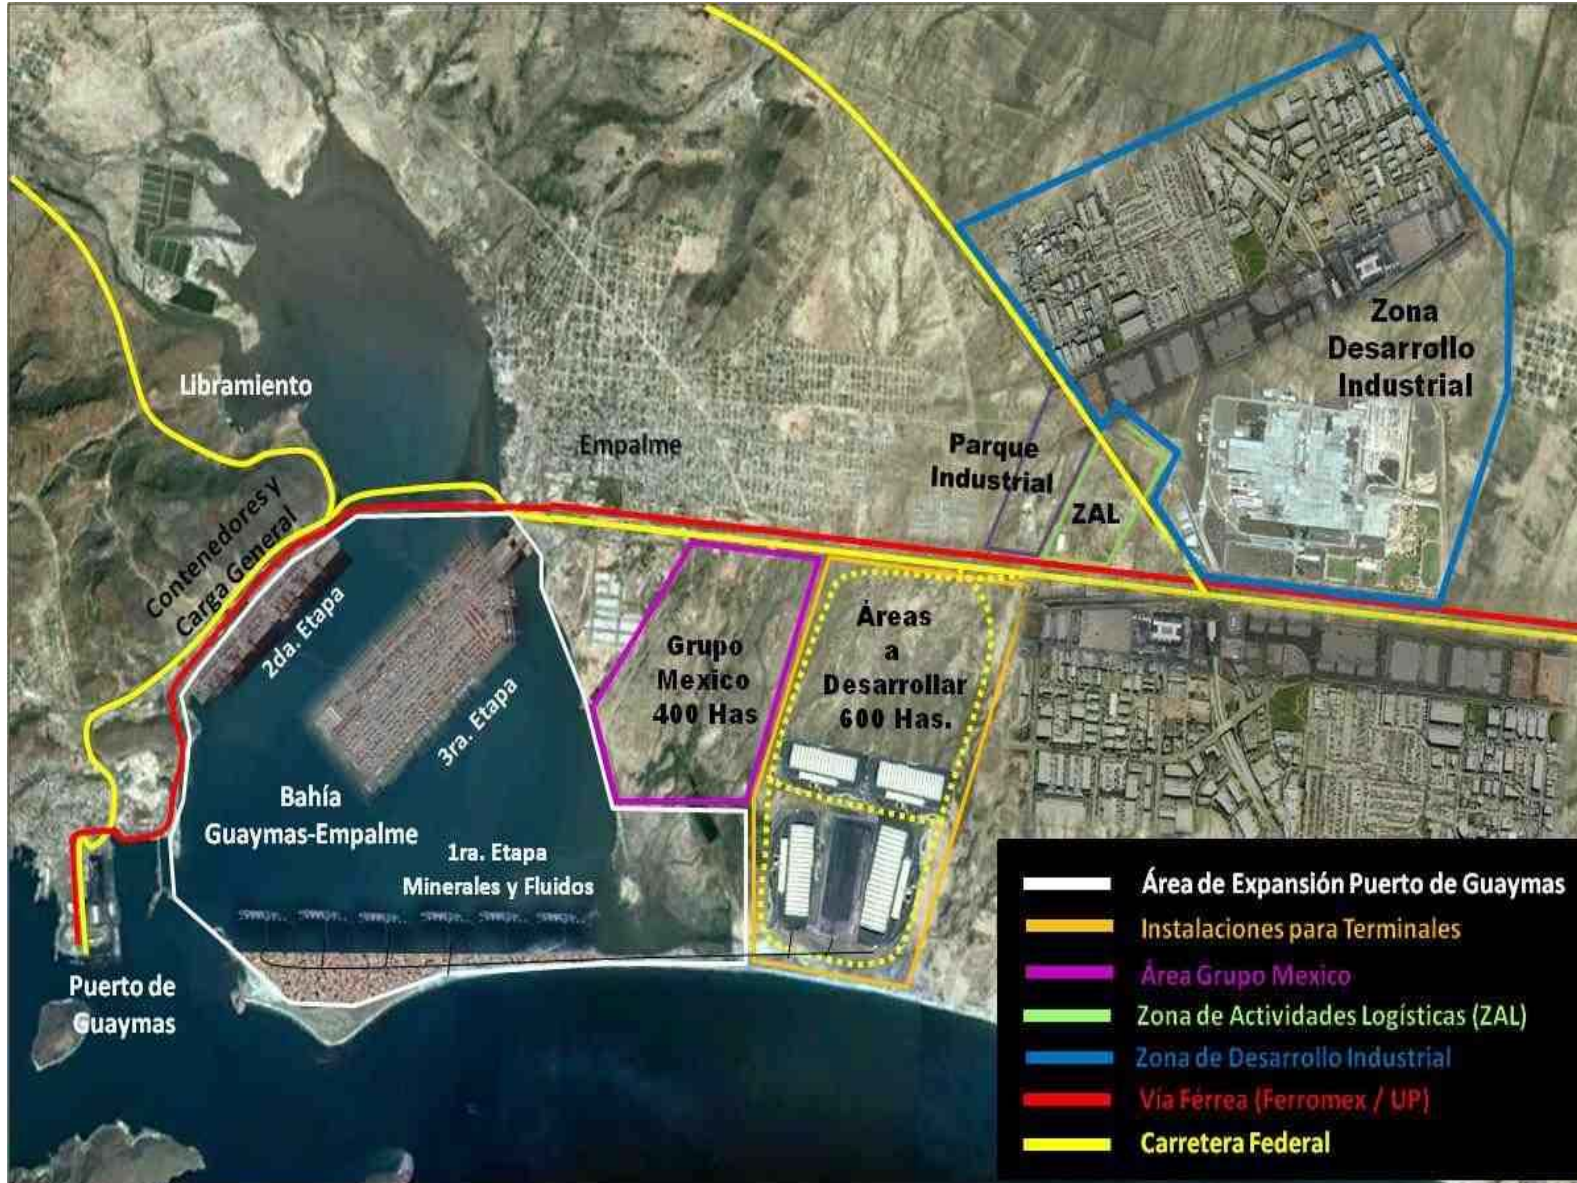 Zona
Desarrollo
Industrial
Libramiento
Empalme
Parque
Industrial
ZAL
Contenedores y
Carga General
2da. Etapa
3ra. Etapa
Grupo
Mexico
400 Has
Áreas
a
Desarrollar
600 Has.
Bahía
Guaymas-Empalme
1ra. Etapa
Minerales y Fluidos
Puerto de
Guaymas
Área de Expansión Puerto de Guaymas
Instalaciones para Terminales
Área Grupo Mexico
Zona de Actividades Logísticas (ZAL)
Zona de Desarrollo Industrial
Vía Férrea (Ferromex / UP)
Carretera Federal